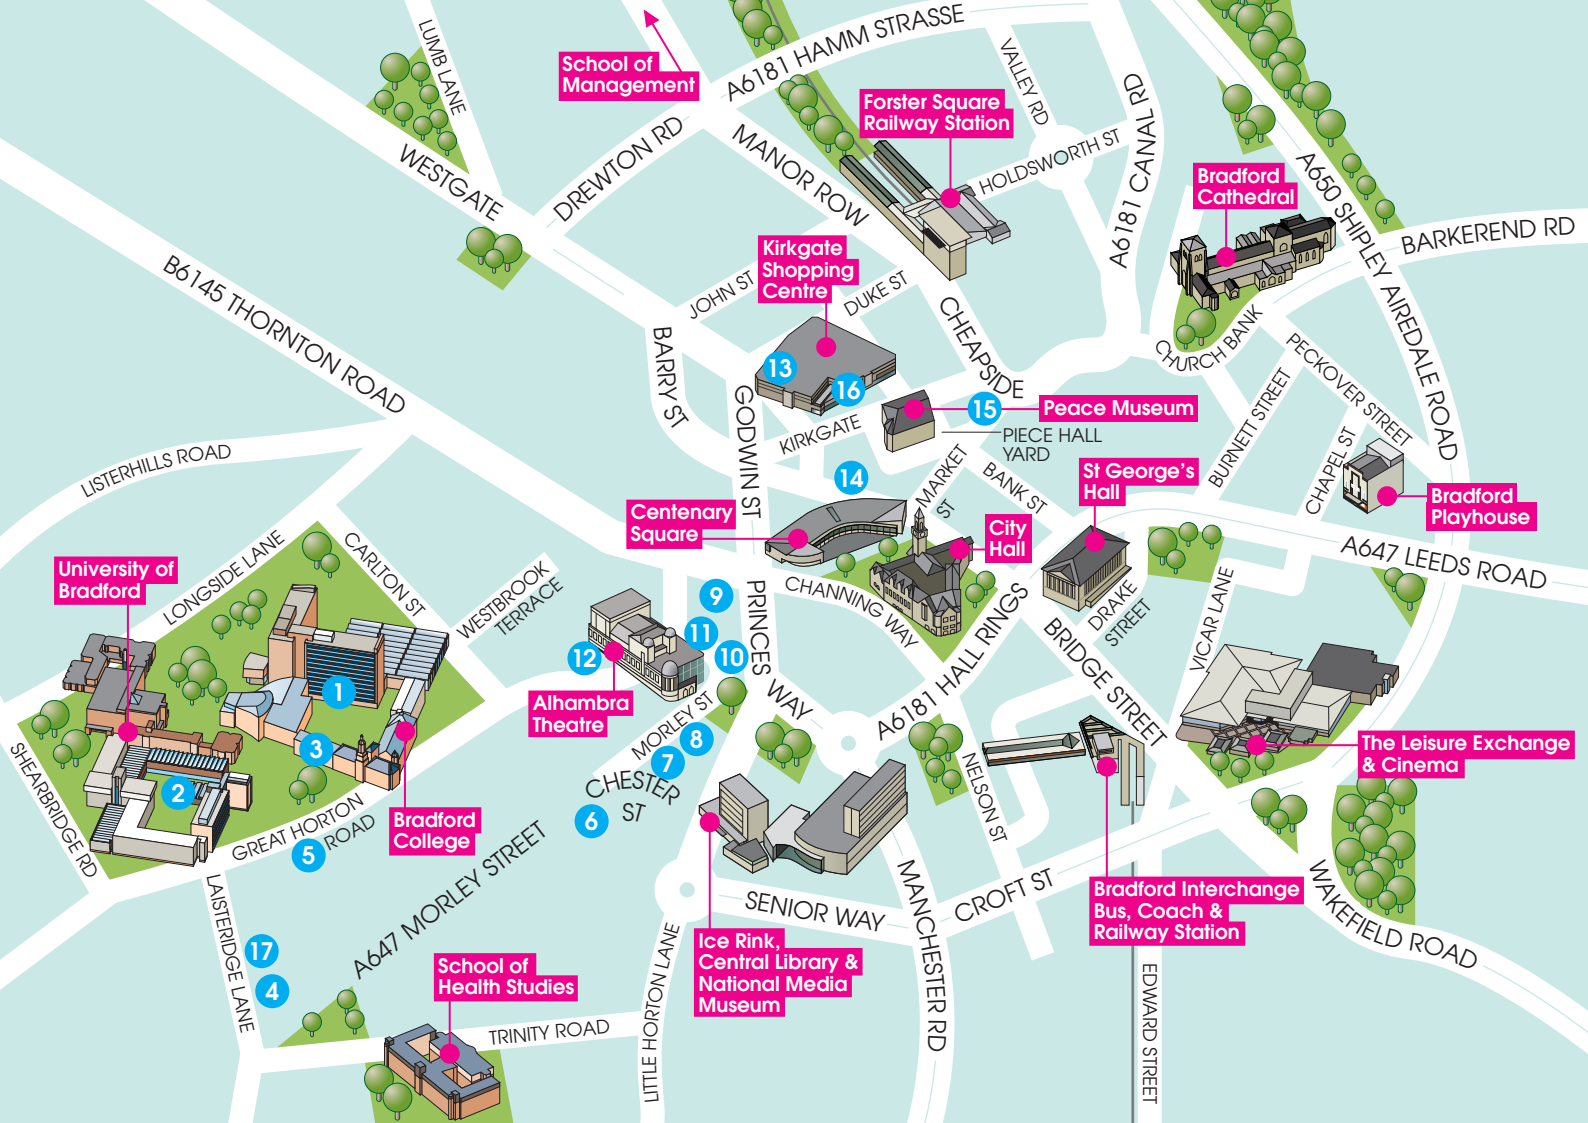 LUMB LANE
School of
Management
A6181 HAMM STRASSE
VALLEY RD
A6181 CANAL RD
Forster Square
Railway Station
HOLDSWORTH ST
WESTGATE
DREWTON RD
MANOR ROW
Bradford
Cathedral
A650 SHIPLEY AIREDALE ROAD
BARKEREND RD
B6145 THORNTON ROAD
JOHN ST
Kirkgate
Shopping
Centre
DUKE ST
CHEAPSIDE
CHURCH BANK
PECKOVER STREET
BARRY ST
GODWIN ST
13
16
KIRKGATE
15
Peace Museum
PIECE HALL
YARD
BURNETT STREET
CHAPEL ST
LISTERHILLS ROAD
14
MARKET
ST
BANK ST
St George's
Hall
Bradford
Playhouse
Centenary
Square
City
Hall
A647 LEEDS ROAD
University of
Bradford
LONGSIDE LANE
CARLTON ST
WESTBROOK
TERRACE
9
PRINCES WAY
CHANNING WAY
A6181 HALL RINGS
DRAKE
STREET
VICAR LANE
BRIDGE STREET
11
12
10
Alhambra
Theatre
MORLEY ST
8
7
CHESTER
ST
6
1
3
2
SHEARBRIDGE RD
GREAT HORTON
ROAD
5
Bradford
College
The Leisure Exchange
& Cinema
NELSON ST
A647 MORLEY STREET
LAISTERIDGE LANE
17
4
SENIOR WAY
CROFT ST
MANCHESTER RD
Bradford Interchange
Bus, Coach &
Railway Station
WAKEFIELD ROAD
Ice Rink,
Central Library &
National Media
Museum
School of
Health Studies
TRINITY ROAD
LITTLE HORTON LANE
EDWARD STREET